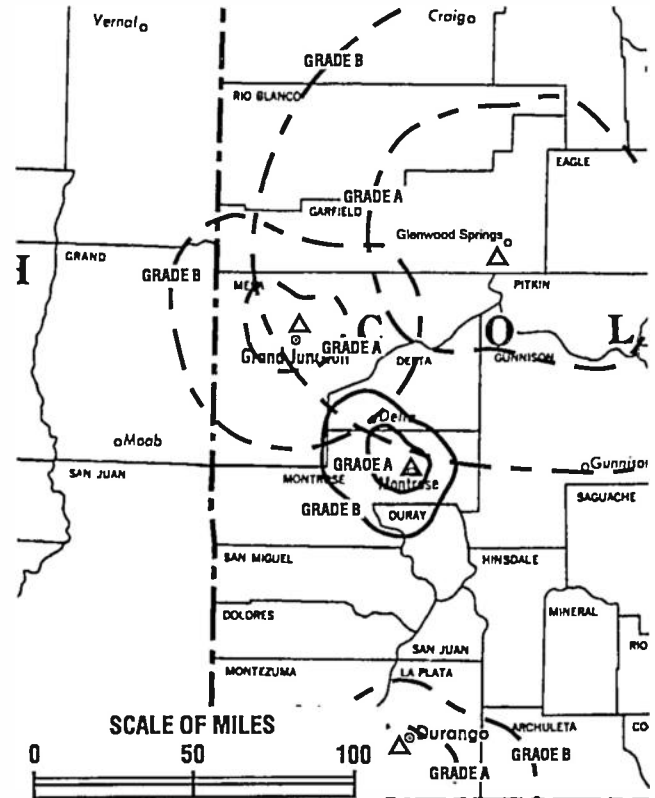 Vernal
Craig
GRADE B
RIO BLANCO
EAGLE
GRADE A
GARFIELD
Glenwood Springs
GRAND
GRADE B
H
MESA
PITKIN
C O L
Grand Junction
GRADE A
DELTA
GUNNISON
Delta
Moab
GRADE A
Gunnison
SAN JUAN
MONTROSE
Montrose
SAGUACHE
GRADE B
OURAY
SAN MIGUEL
HINSDALE
DOLORES
MINERAL
SAN JUAN
RIO
MONTEZUMA
LA PLATA
SCALE OF MILES
Durango
ARCHULETA
CO
0 50 100
GRADE B
GRADE A